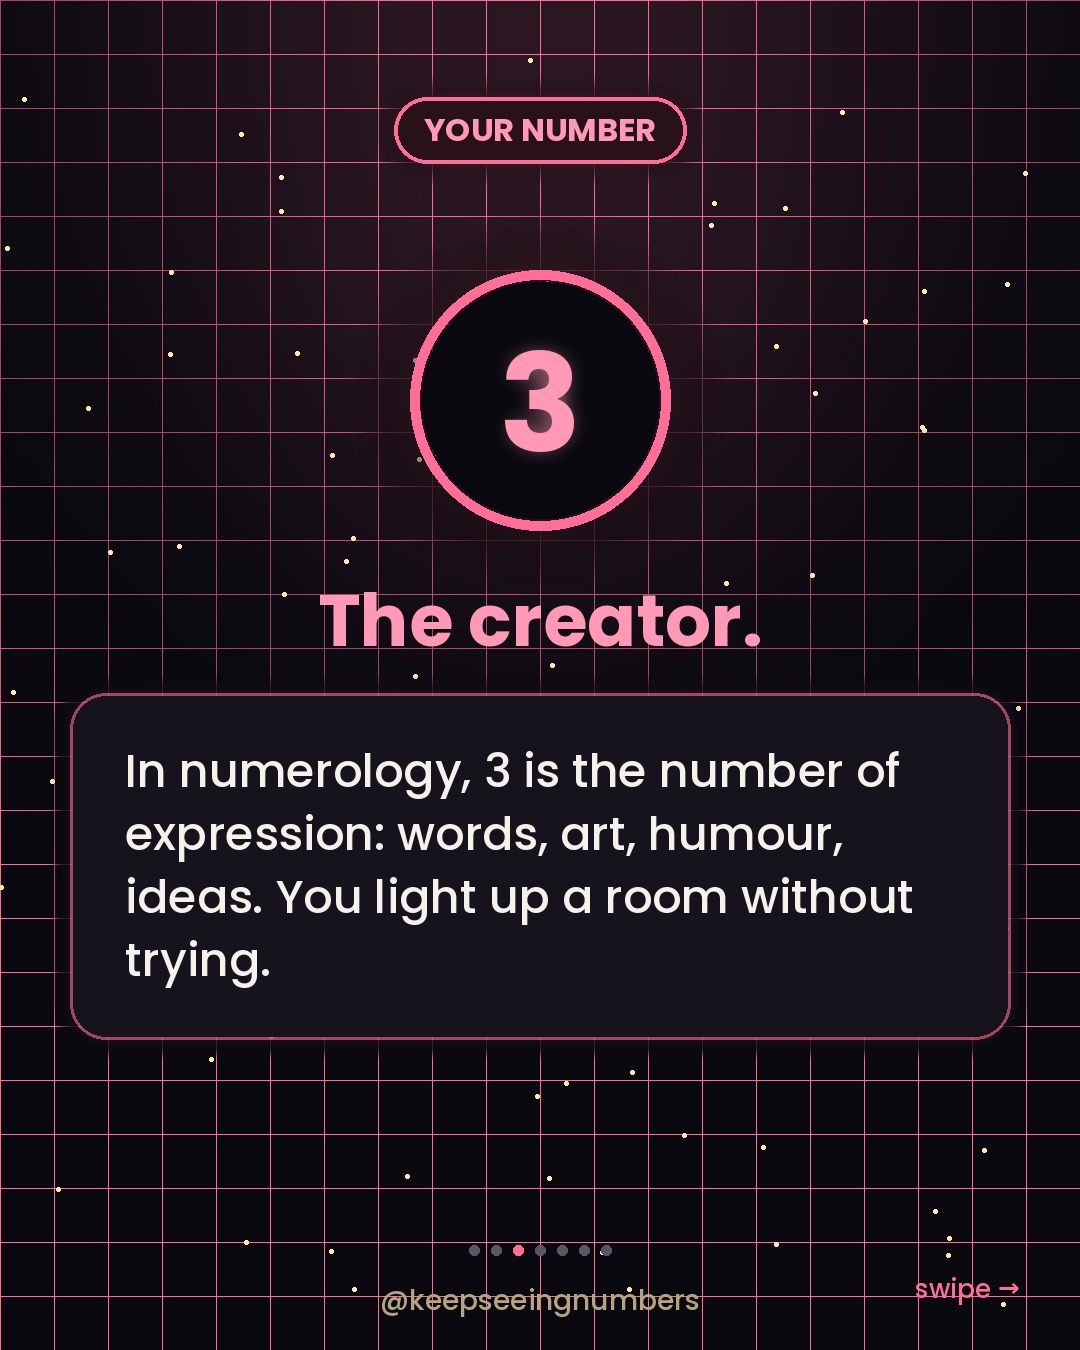 YOUR NUMBER
3
The creator.
In numerology, 3 is the number of
expression: words, art, humour,
ideas. You light up a room without
trying.
swipe →
@keepseeingnumbers